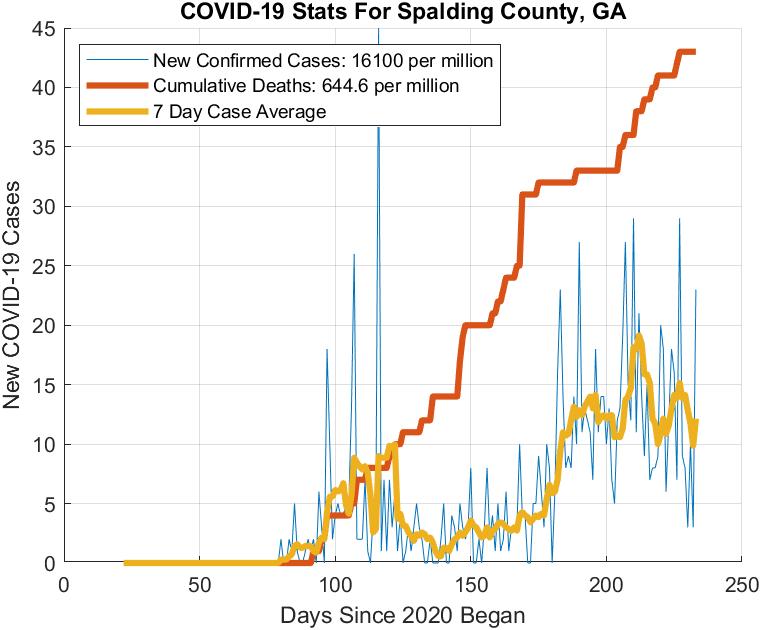 COVID-19 Stats For Spalding County, GA
New Confirmed Cases: 16100 per million
Cumulative Deaths: 644.6 per million
7 Day Case Average
New COVID-19 Cases
45
40
35
30
25
20
15
10
5
0
0 50 100 150 200 250
Days Since 2020 Began